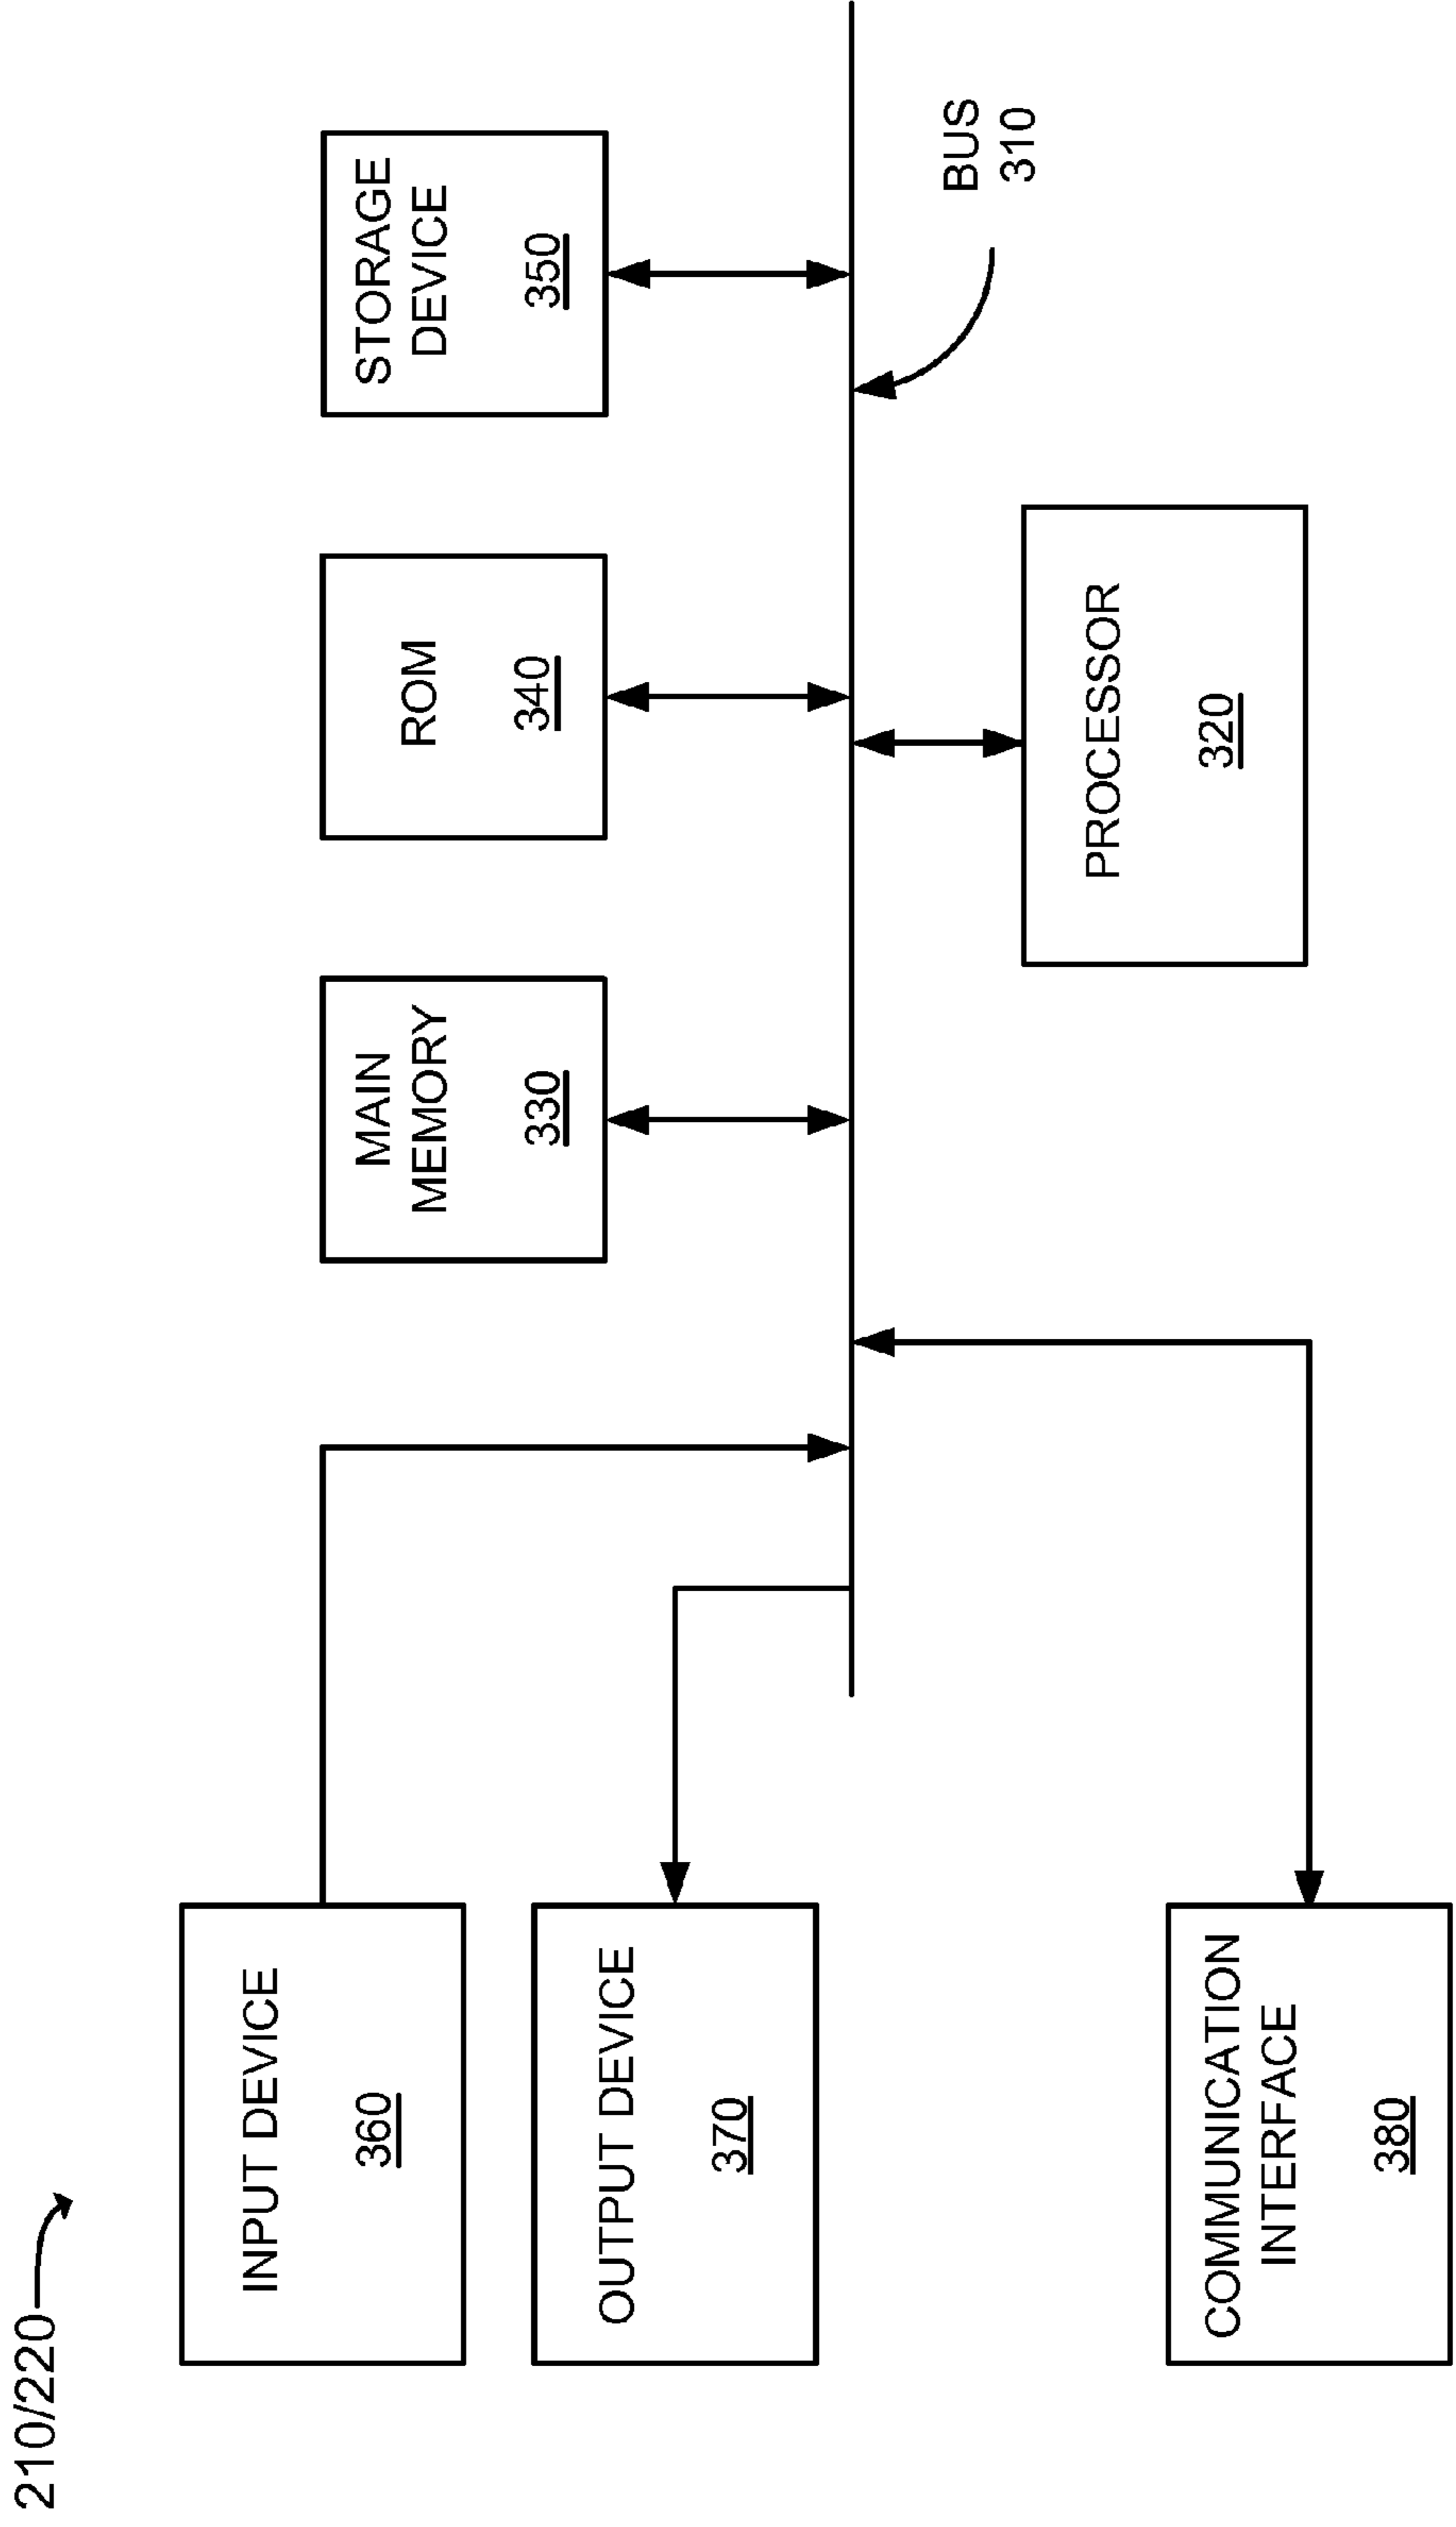 210/220
INPUT DEVICE
360
OUTPUT DEVICE
370
COMMUNICATION
INTERFACE
380
MAIN
MEMORY
330
ROM
340
STORAGE
DEVICE
350
PROCESSOR
320
BUS
310